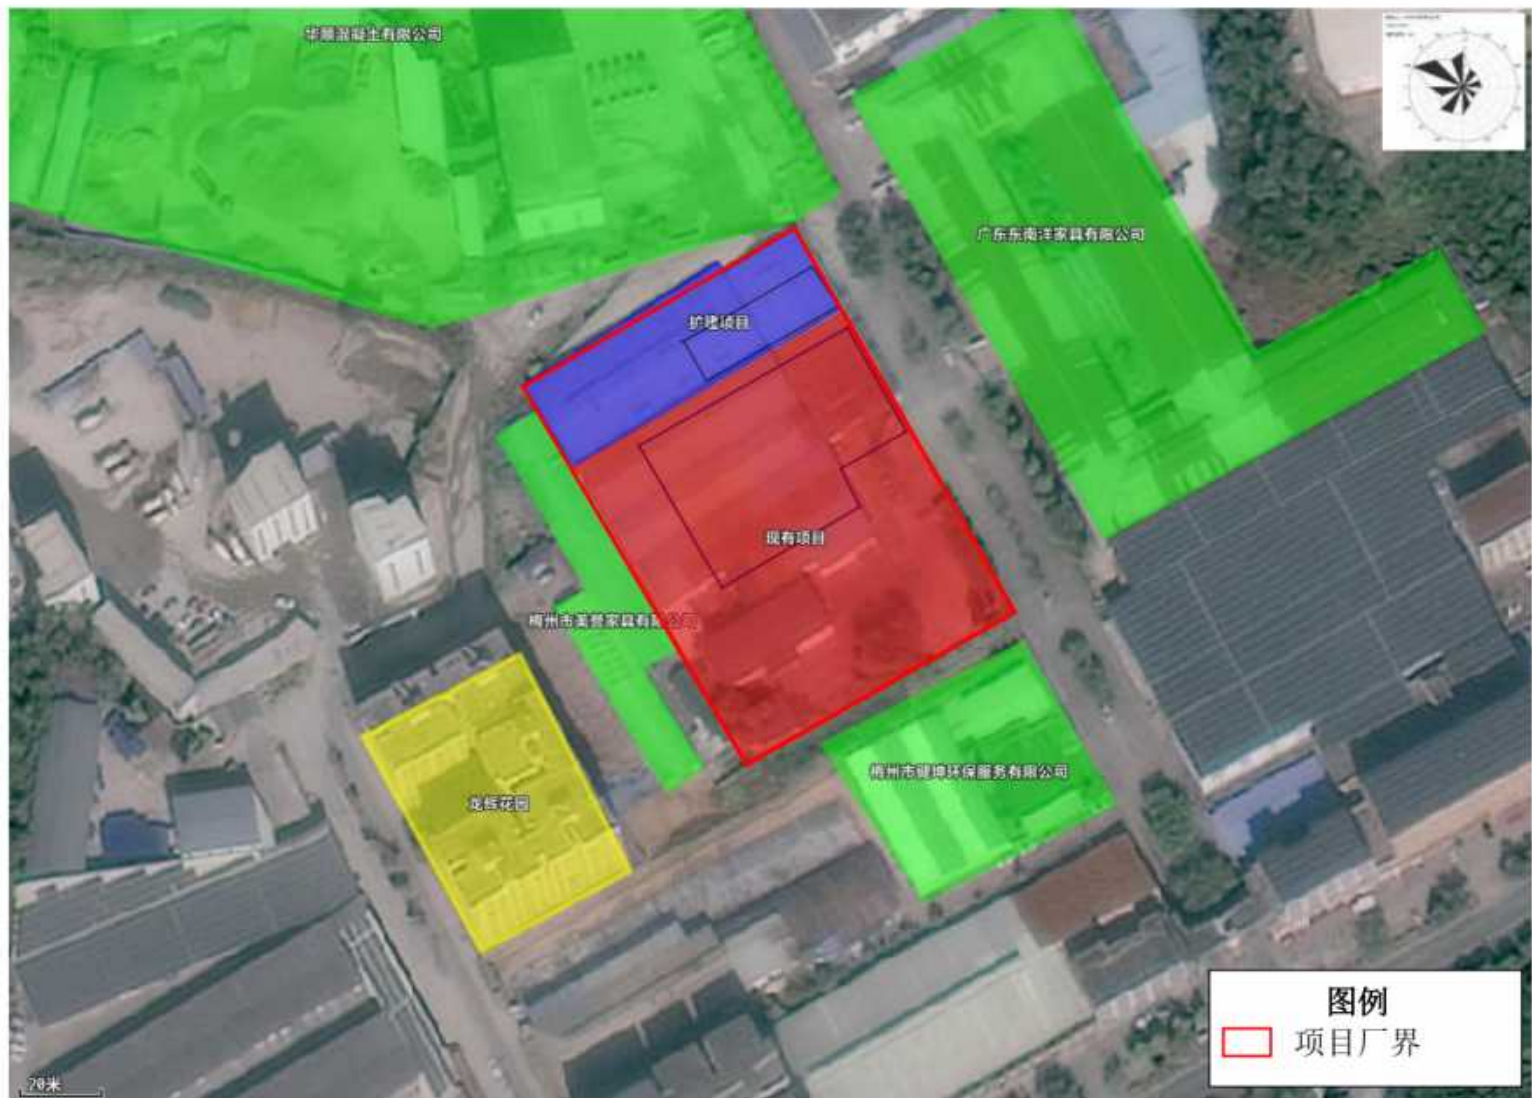 华顺混凝土有限公司
广东东南洋家具有限公司
扩建项目
现有项目
梅州市美誉家具有限公司
梅州市健坤环保服务有限公司
龙辉花园
图例
项目厂界
20米